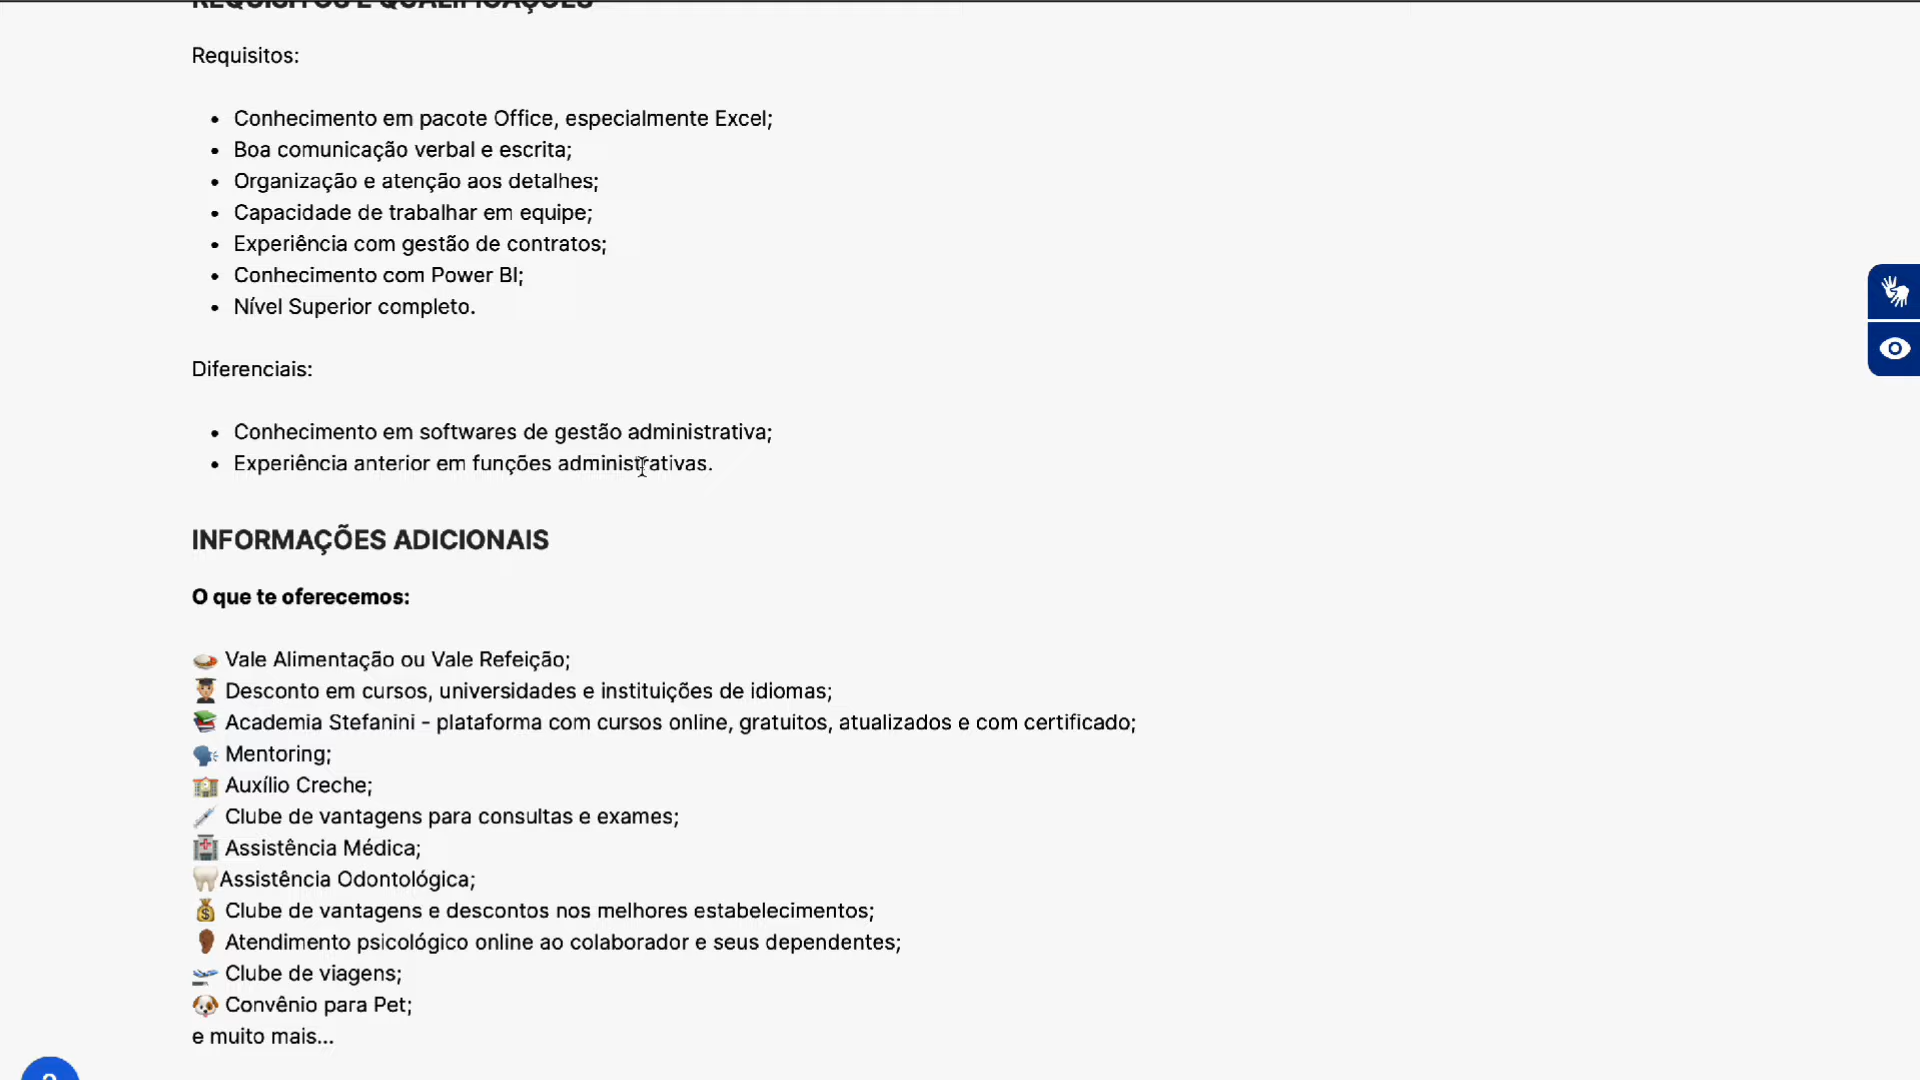 REQUISITOS E QUALIFICAÇÕES
Requisitos:
Conhecimento em pacote Office, especialmente Excel;
Boa comunicação verbal e escrita;
Organização e atenção aos detalhes;
Capacidade de trabalhar em equipe;
Experiência com gestão de contratos;
Conhecimento com Power BI;
Nível Superior completo.
Diferenciais:
Conhecimento em softwares de gestão administrativa;
Experiência anterior em funções administrativas.
INFORMAÇÕES ADICIONAIS
O que te oferecemos:
Vale Alimentação ou Vale Refeição;
Desconto em cursos, universidades e instituições de idiomas;
Academia Stefanini - plataforma com cursos online, gratuitos, atualizados e com certificado;
Mentoring;
Auxílio Creche;
Clube de vantagens para consultas e exames;
Assistência Médica;
Assistência Odontológica;
Clube de vantagens e descontos nos melhores estabelecimentos;
Atendimento psicológico online ao colaborador e seus dependentes;
Clube de viagens;
Convênio para Pet;
e muito mais...